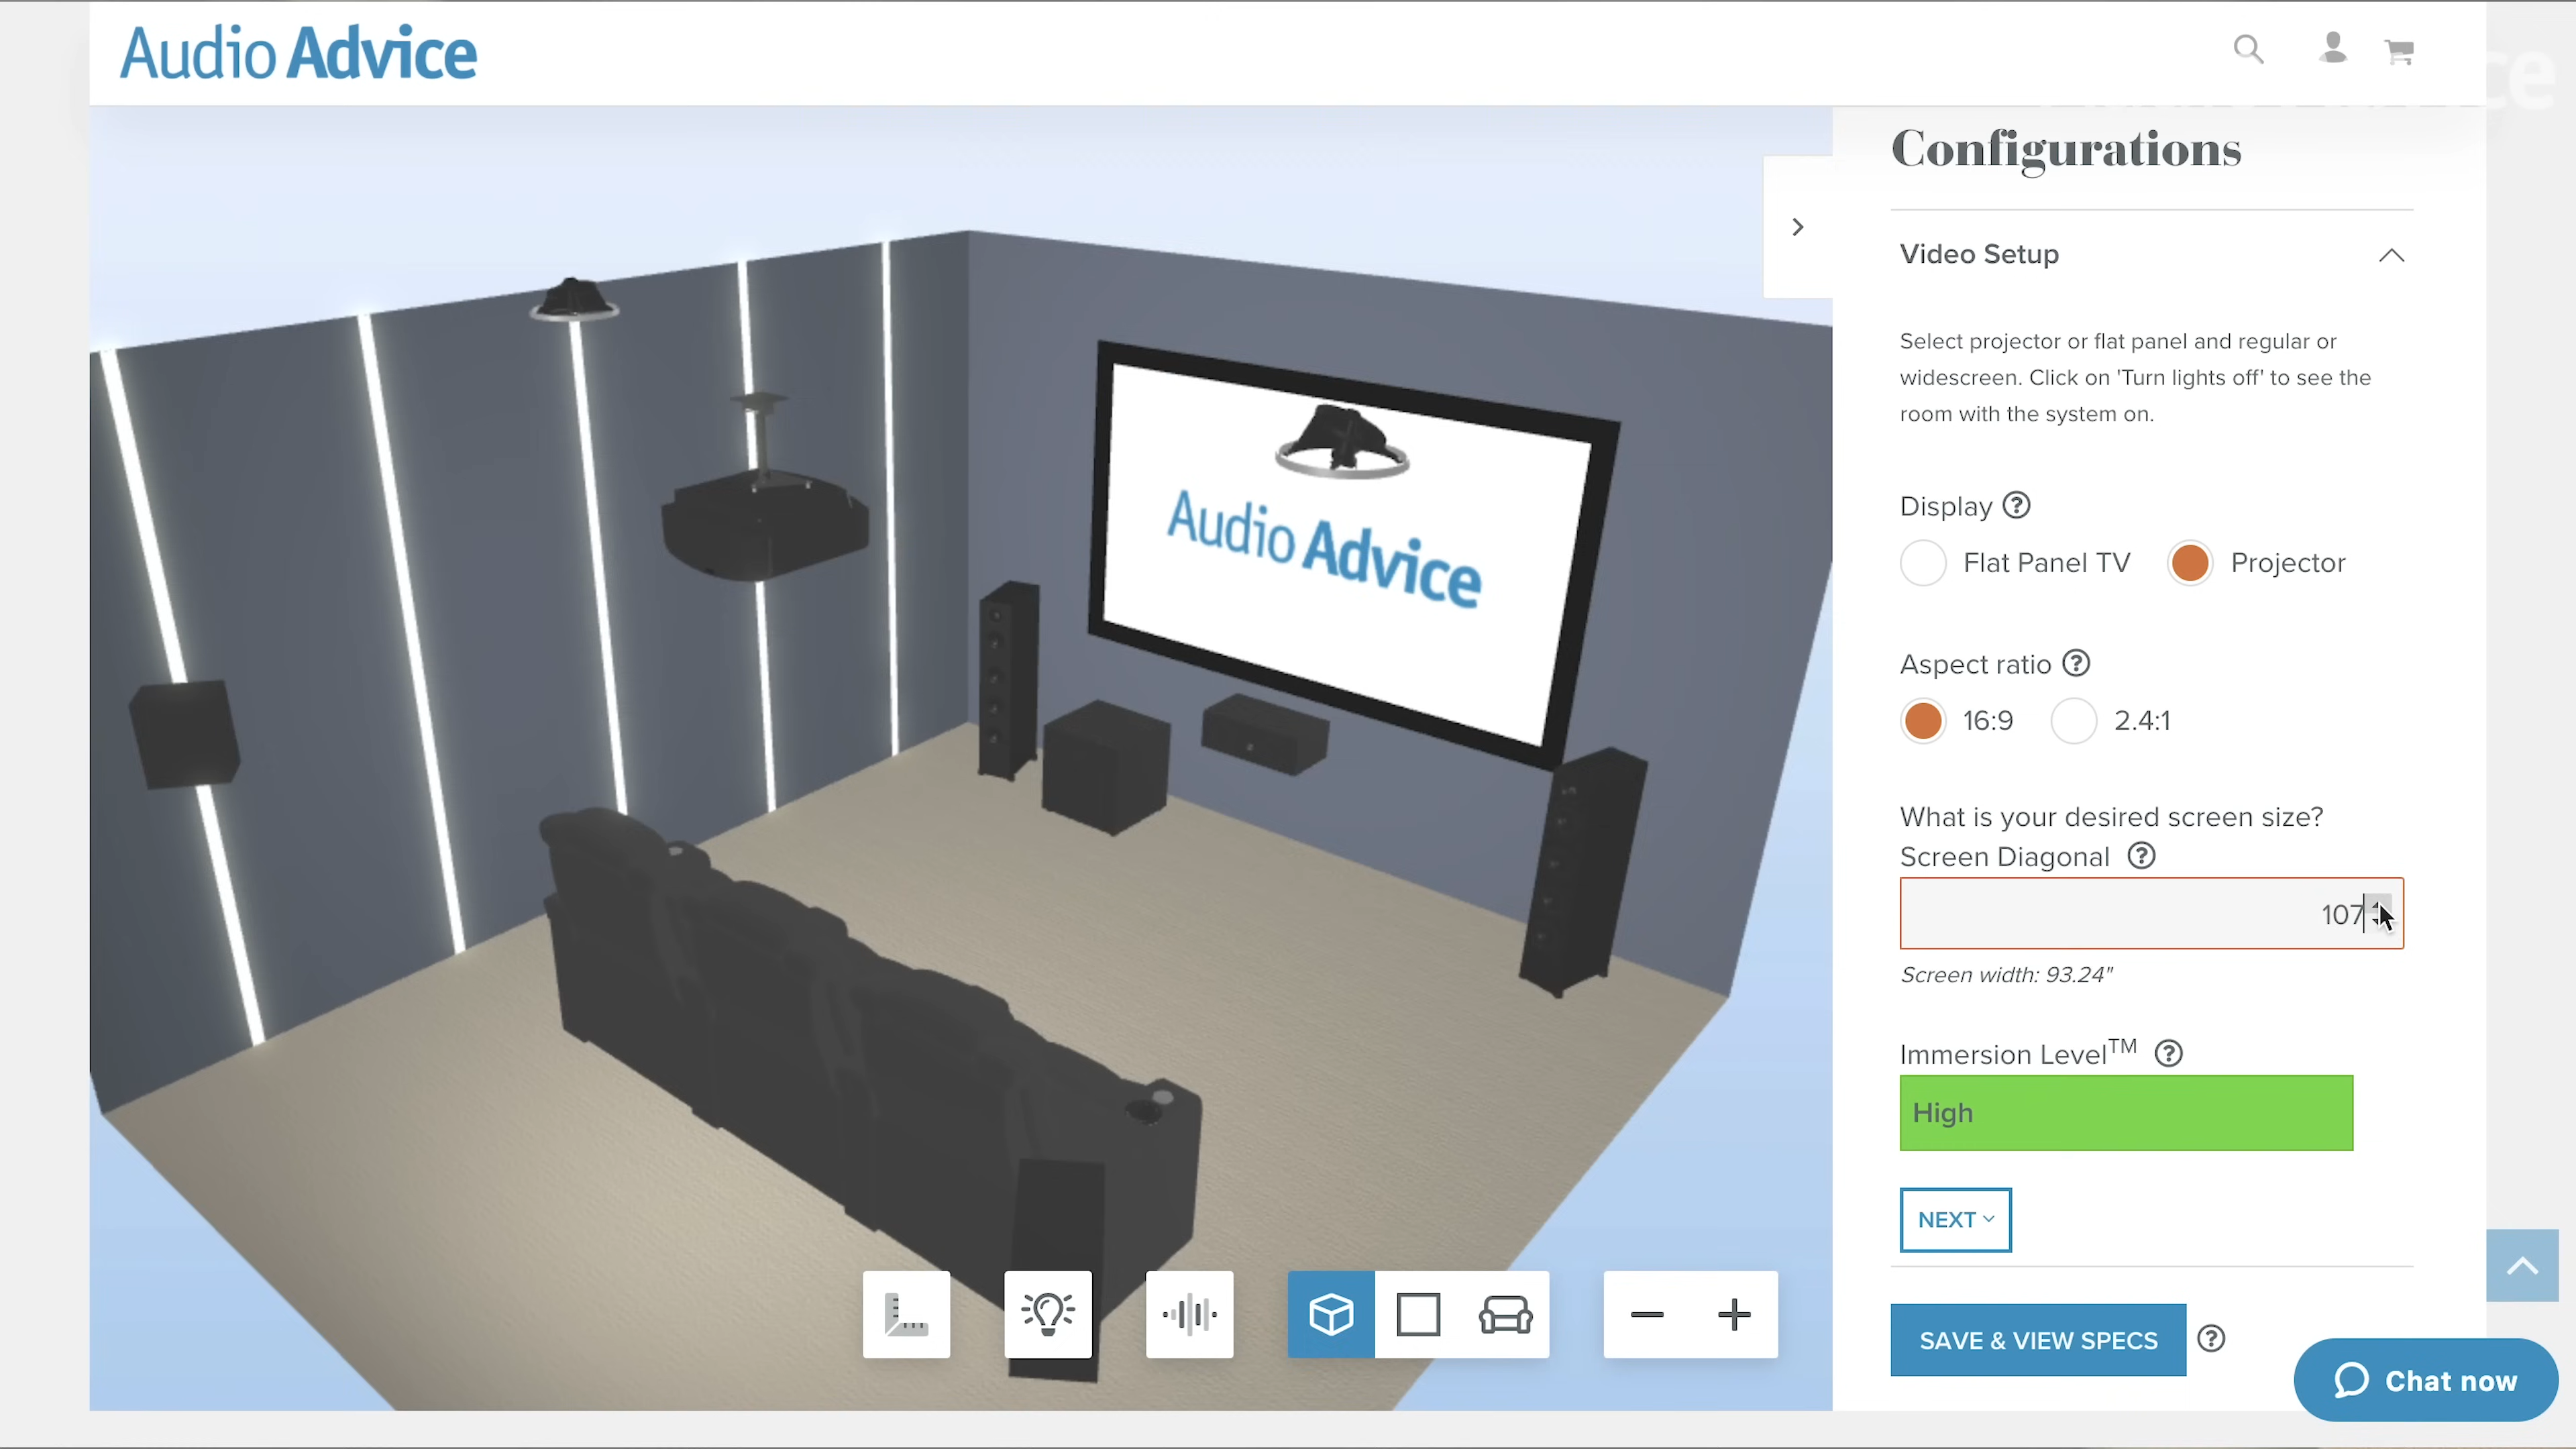 Audio Advice
ce
Configurations
Video Setup
Select projector or flat panel and regular or
widescreen. Click on 'Turn lights off' to see the
room with the system on.
Display ?
Flat Panel TV Projector
Aspect ratio ?
16:9 2.4:1
What is your desired screen size?
Screen Diagonal ?
107
Screen width: 93.24"
Immersion Level™ ?
High
NEXT
SAVE & VIEW SPECS ?
Chat now
Audio Advice